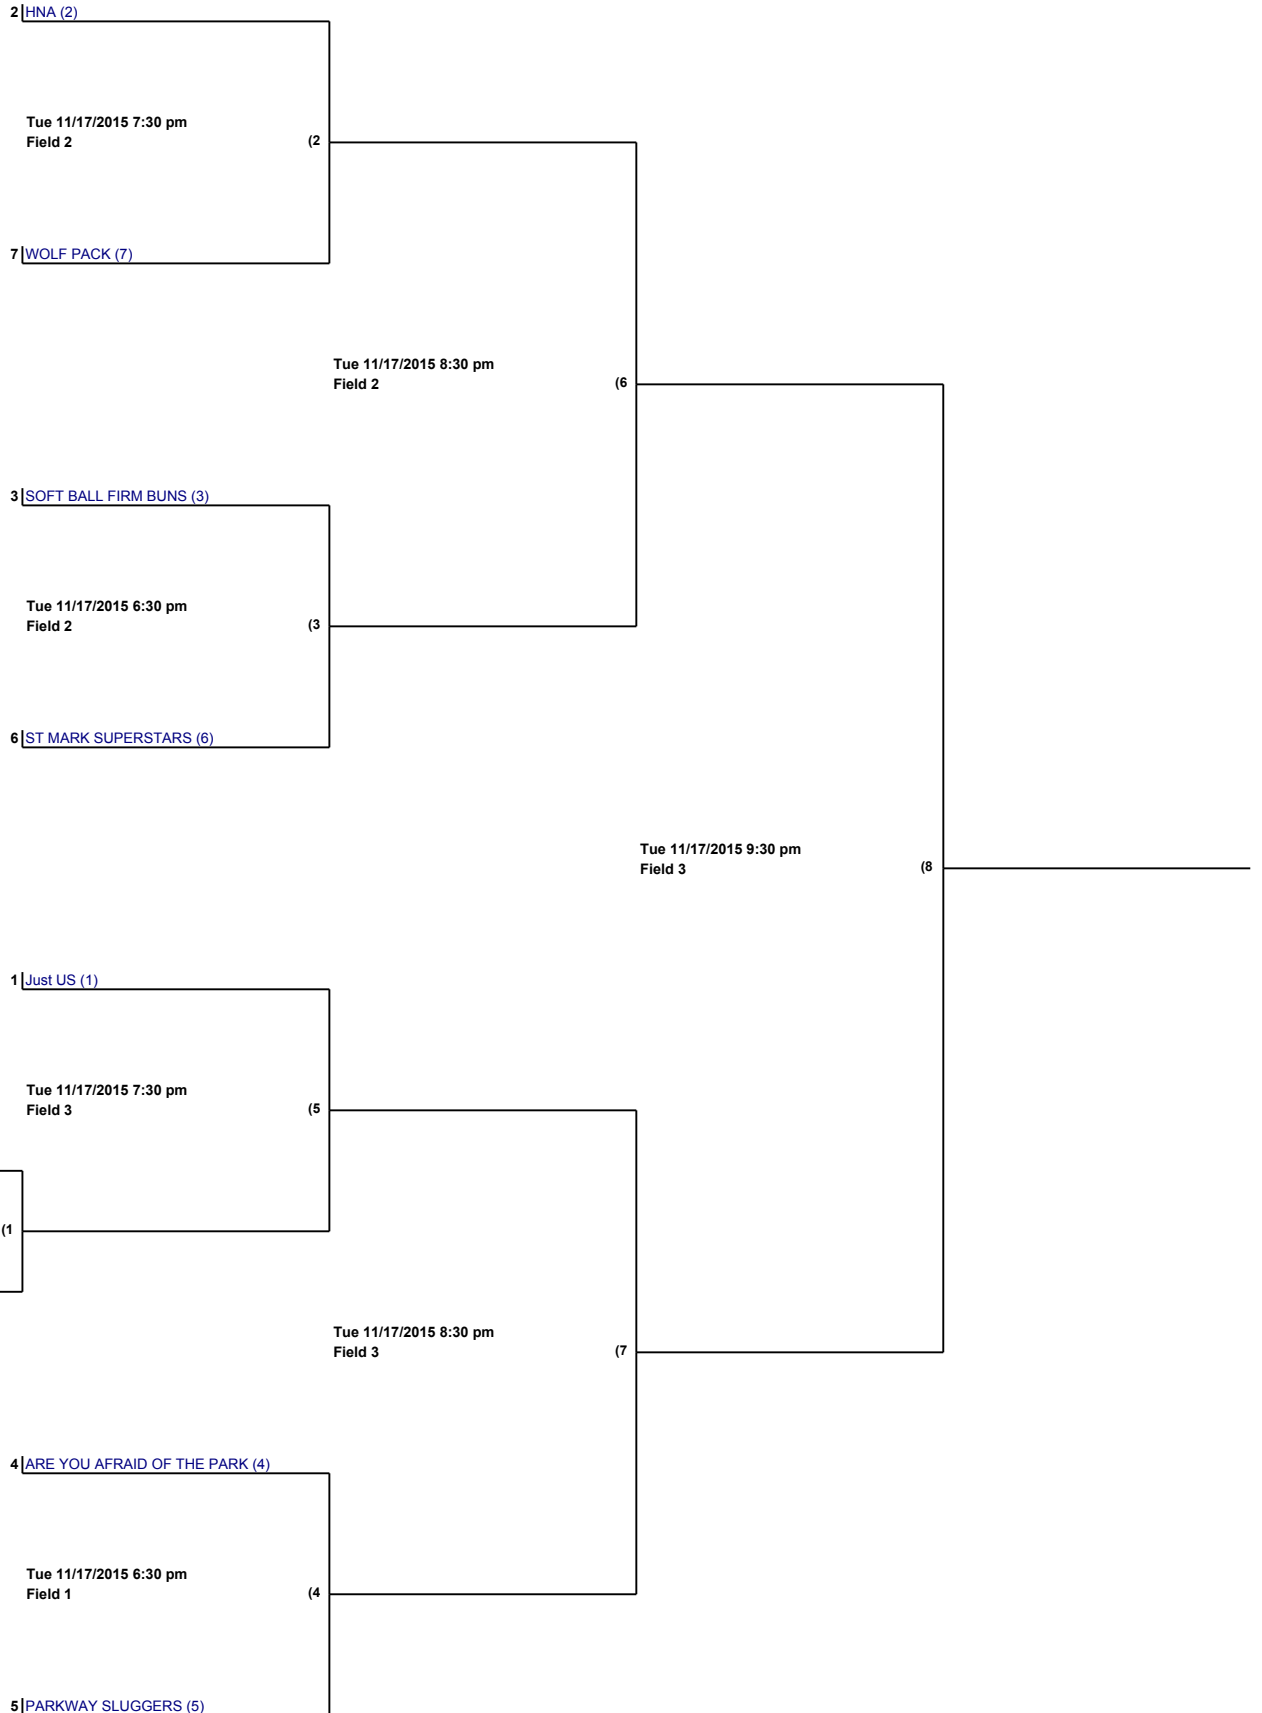 2 HNA (2)
Tue 11/17/2015 7:30 pm
Field 2 (2
7 WOLF PACK (7)
Tue 11/17/2015 8:30 pm
Field 2 (6
3 SOFT BALL FIRM BUNS (3)
Tue 11/17/2015 6:30 pm
Field 2 (3
6 ST MARK SUPERSTARS (6)
Tue 11/17/2015 9:30 pm
Field 3 (8
1 Just US (1)
Tue 11/17/2015 7:30 pm
Field 3 (5
(1
Tue 11/17/2015 8:30 pm
Field 3 (7
4 ARE YOU AFRAID OF THE PARK (4)
Tue 11/17/2015 6:30 pm
Field 1 (4
5 PARKWAY SLUGGERS (5)